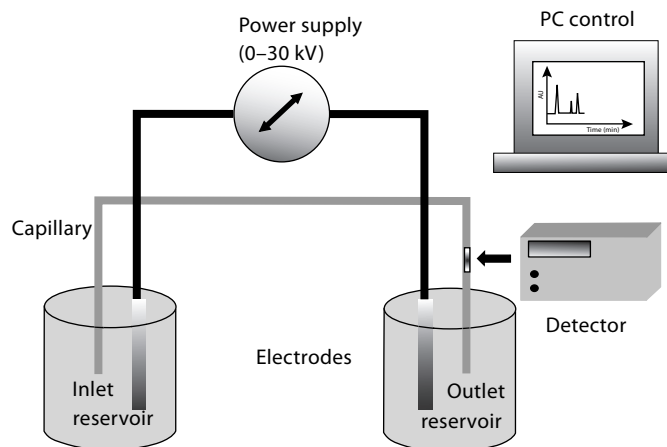 Power supply
(0–30 kV)
PC control
AU
Time (min)
Capillary
Detector
Electrodes
Inlet
reservoir
Outlet
reservoir